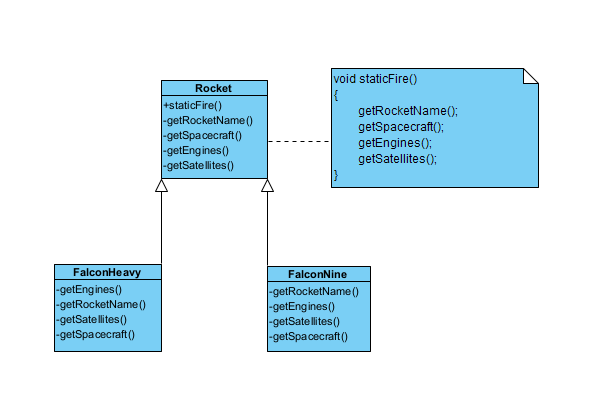 Rocket
+staticFire()
-getRocketName()
-getSpacecraft()
-getEngines()
-getSatellites()
void staticFire()
{
getRocketName();
getSpacecraft();
getEngines();
getSatellites();
}
FalconHeavy
-getEngines()
-getRocketName()
-getSatellites()
-getSpacecraft()
FalconNine
-getRocketName()
-getEngines()
-getSatellites()
-getSpacecraft()